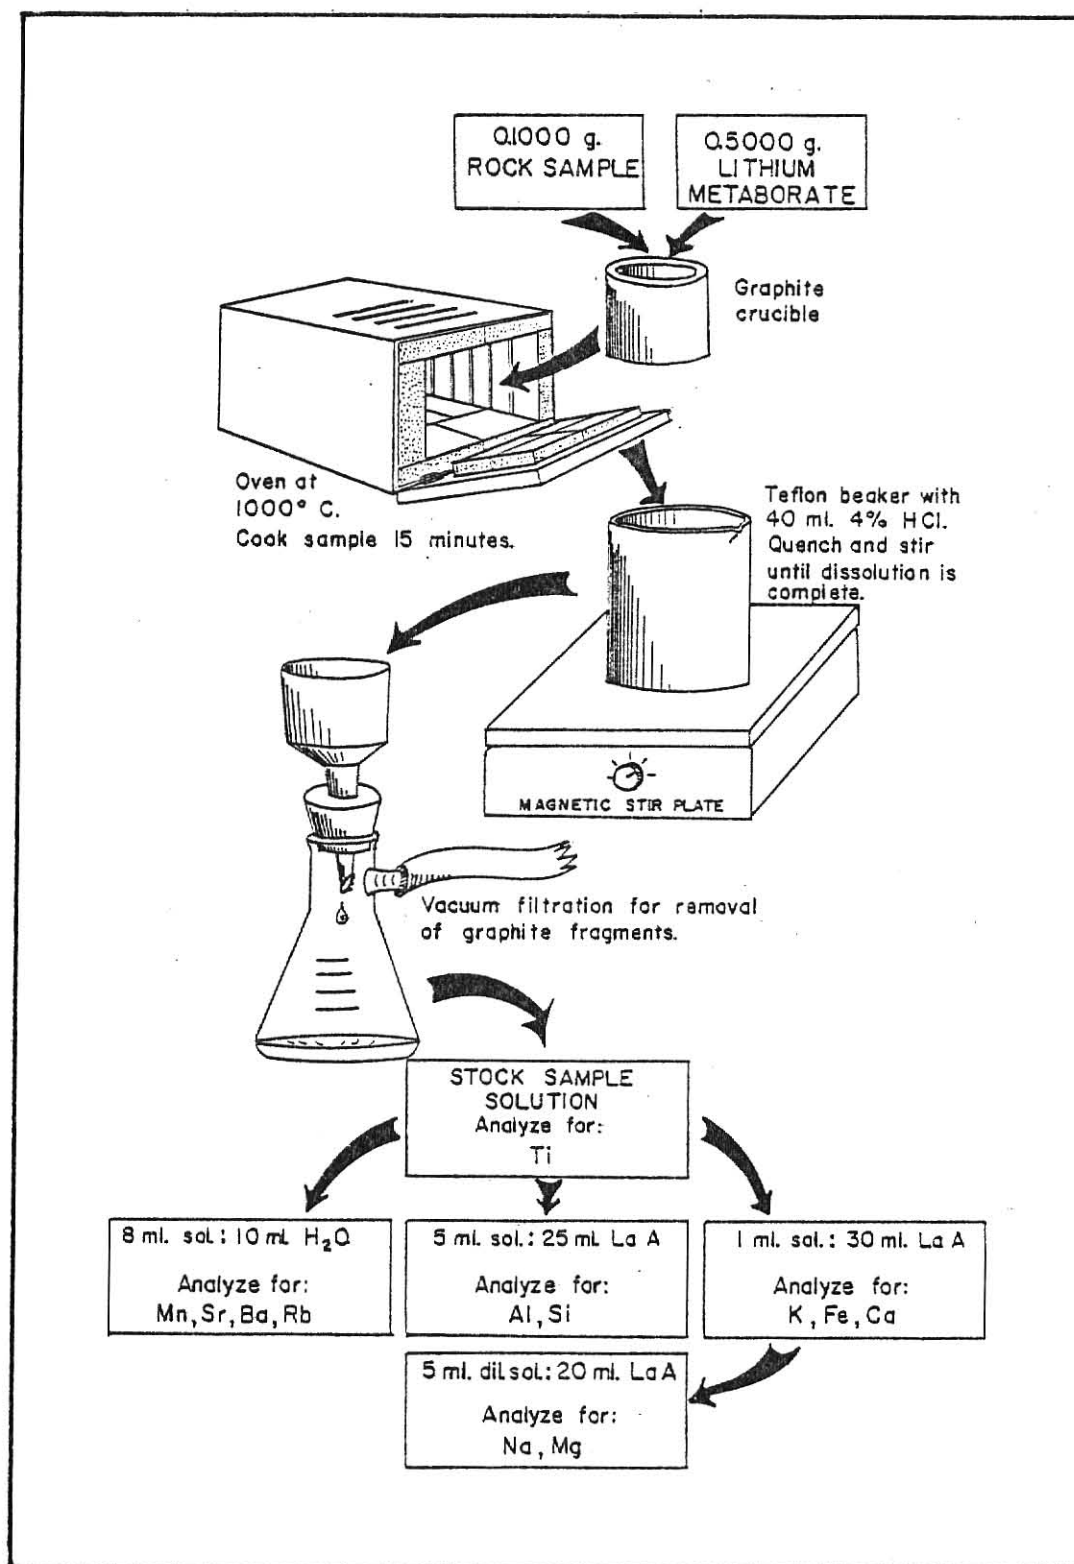 0.1000 g.
ROCK SAMPLE
0.5000 g.
LITHIUM
METABORATE
Graphite
crucible
Oven at
1000° C.
Cook sample 15 minutes.
Teflon beaker with
40 ml. 4% HCl.
Quench and stir
until dissolution is
complete.
MAGNETIC STIR PLATE
Vacuum filtration for removal
of graphite fragments.
STOCK SAMPLE
SOLUTION
Analyze for:
Ti
8 ml. sol.: 10 ml. H₂O
Analyze for:
Mn, Sr, Ba, Rb
5 ml. sol.: 25 ml. La A
Analyze for:
Al, Si
1 ml. sol.: 30 ml. La A
Analyze for:
K, Fe, Ca
5 ml. dil. sol.: 20 ml. La A
Analyze for:
Na, Mg